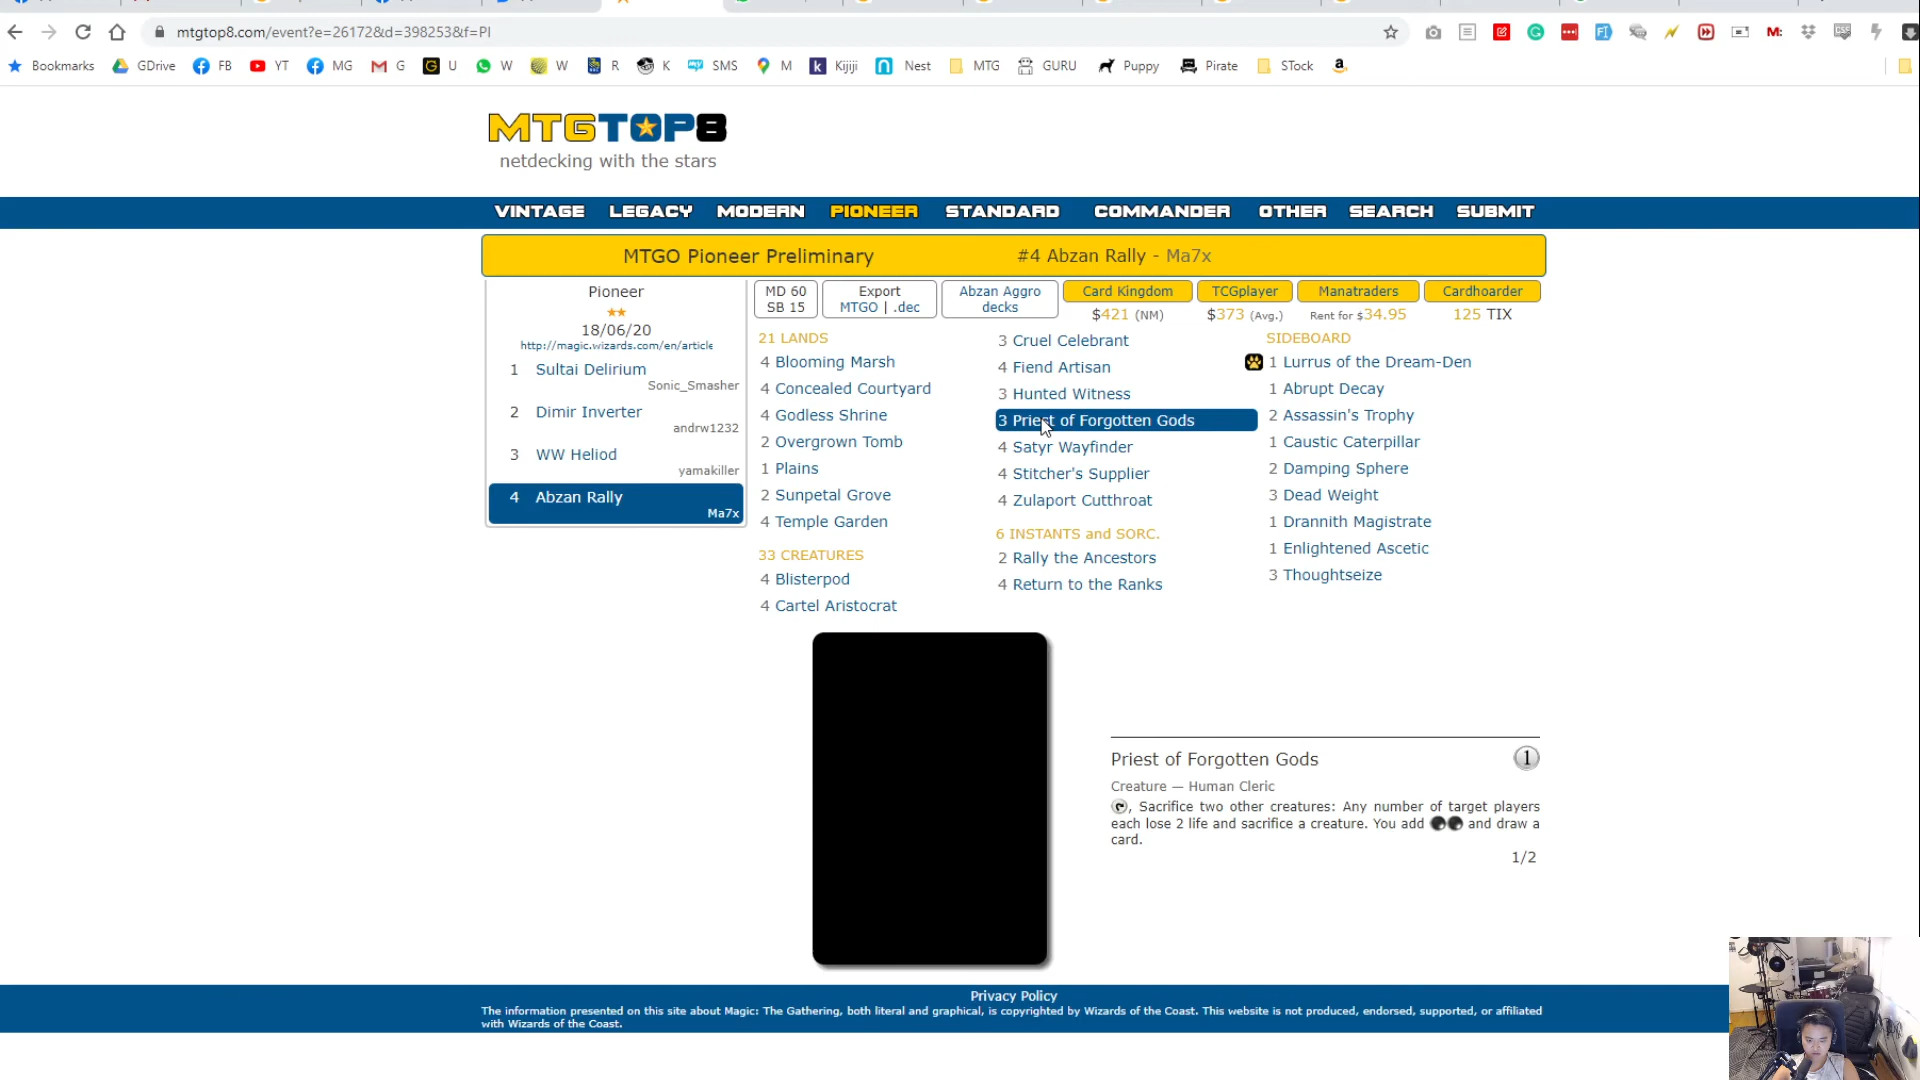 mtgtop8.com/event?e=26172&d=398253&f=PI
Bookmarks GDrive FB YT MG G U W W R K SMS M Kijiji Nest MTG GURU Puppy Pirate STock
MTGTOP8
netdecking with the stars
VINTAGE LEGACY MODERN PIONEER STANDARD COMMANDER OTHER SEARCH SUBMIT
MTGO Pioneer Preliminary #4 Abzan Rally - Ma7x
Pioneer
18/06/20
http://magic.wizards.com/en/article
1 Sultai Delirium
Sonic_Smasher
2 Dimir Inverter
andrw1232
3 WW Heliod
yamakiller
4 Abzan Rally
Ma7x
MD 60
SB 15
Export
MTGO | .dec
Abzan Aggro
decks
Card Kingdom
$421 (NM)
TCGplayer
$373 (Avg.)
Manatraders
Rent for $34.95
Cardhoarder
125 TIX
21 LANDS
4 Blooming Marsh
4 Concealed Courtyard
4 Godless Shrine
2 Overgrown Tomb
1 Plains
2 Sunpetal Grove
4 Temple Garden
33 CREATURES
4 Blisterpod
4 Cartel Aristocrat
3 Cruel Celebrant
4 Fiend Artisan
3 Hunted Witness
3 Priest of Forgotten Gods
4 Satyr Wayfinder
4 Stitcher's Supplier
4 Zulaport Cutthroat
6 INSTANTS and SORC.
2 Rally the Ancestors
4 Return to the Ranks
SIDEBOARD
1 Lurrus of the Dream-Den
1 Abrupt Decay
2 Assassin's Trophy
1 Caustic Caterpillar
2 Damping Sphere
3 Dead Weight
1 Drannith Magistrate
1 Enlightened Ascetic
3 Thoughtseize
Priest of Forgotten Gods 1
Creature — Human Cleric
, Sacrifice two other creatures: Any number of target players
each lose 2 life and sacrifice a creature. You add and draw a
card.
1/2
Privacy Policy
The information presented on this site about Magic: The Gathering, both literal and graphical, is copyrighted by Wizards of the Coast. This website is not produced, endorsed, supported, or affiliated
with Wizards of the Coast.